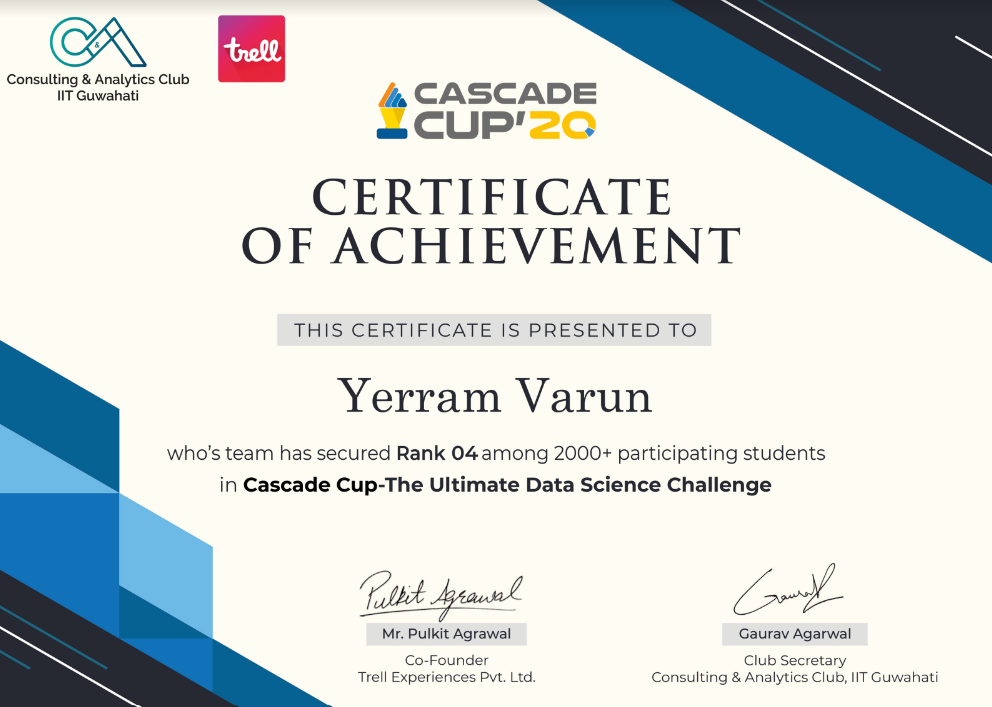 C&A
Consulting & Analytics Club
IIT Guwahati
trell
CASCADE
CUP'20
CERTIFICATE
OF ACHIEVEMENT
THIS CERTIFICATE IS PRESENTED TO
Yerram Varun
who's team has secured Rank 04 among 2000+ participating students
in Cascade Cup-The Ultimate Data Science Challenge
Pulkit Agrawal
Mr. Pulkit Agrawal
Co-Founder
Trell Experiences Pvt. Ltd.
Gaurav Agarwal
Club Secretary
Consulting & Analytics Club, IIT Guwahati